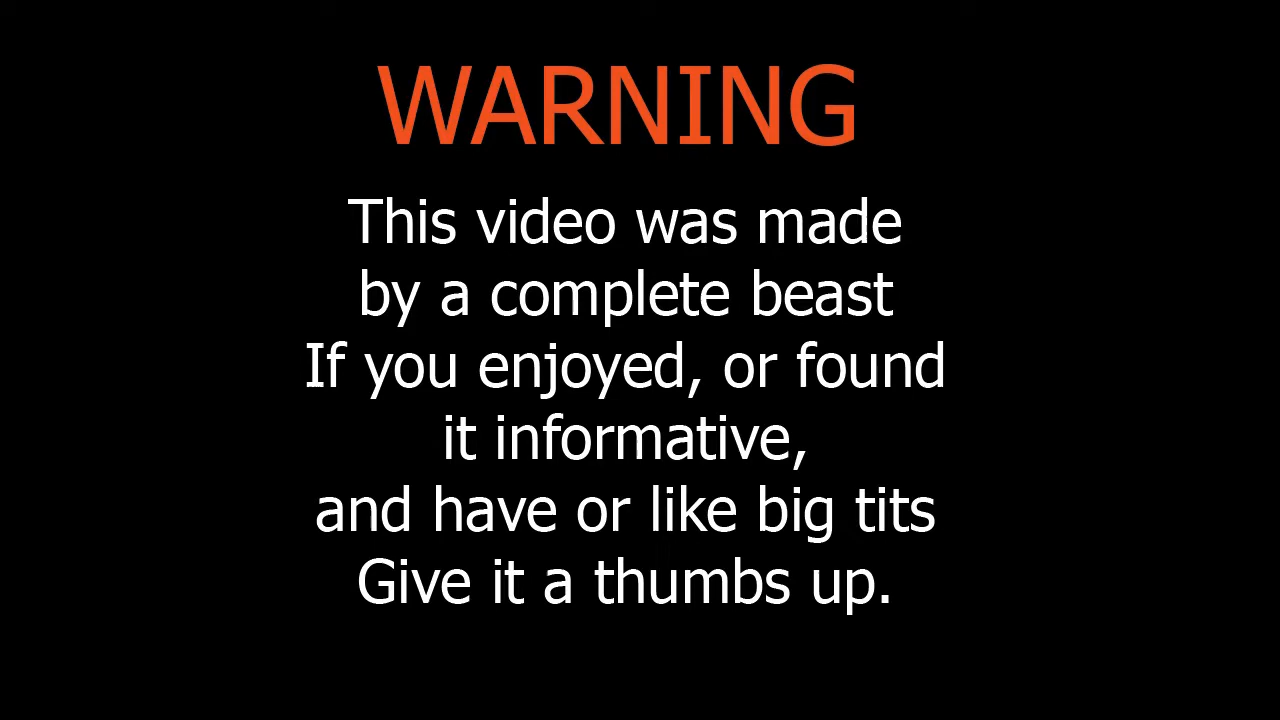 WARNING
This video was made
by a complete beast
If you enjoyed, or found
it informative,
and have or like big tits
Give it a thumbs up.